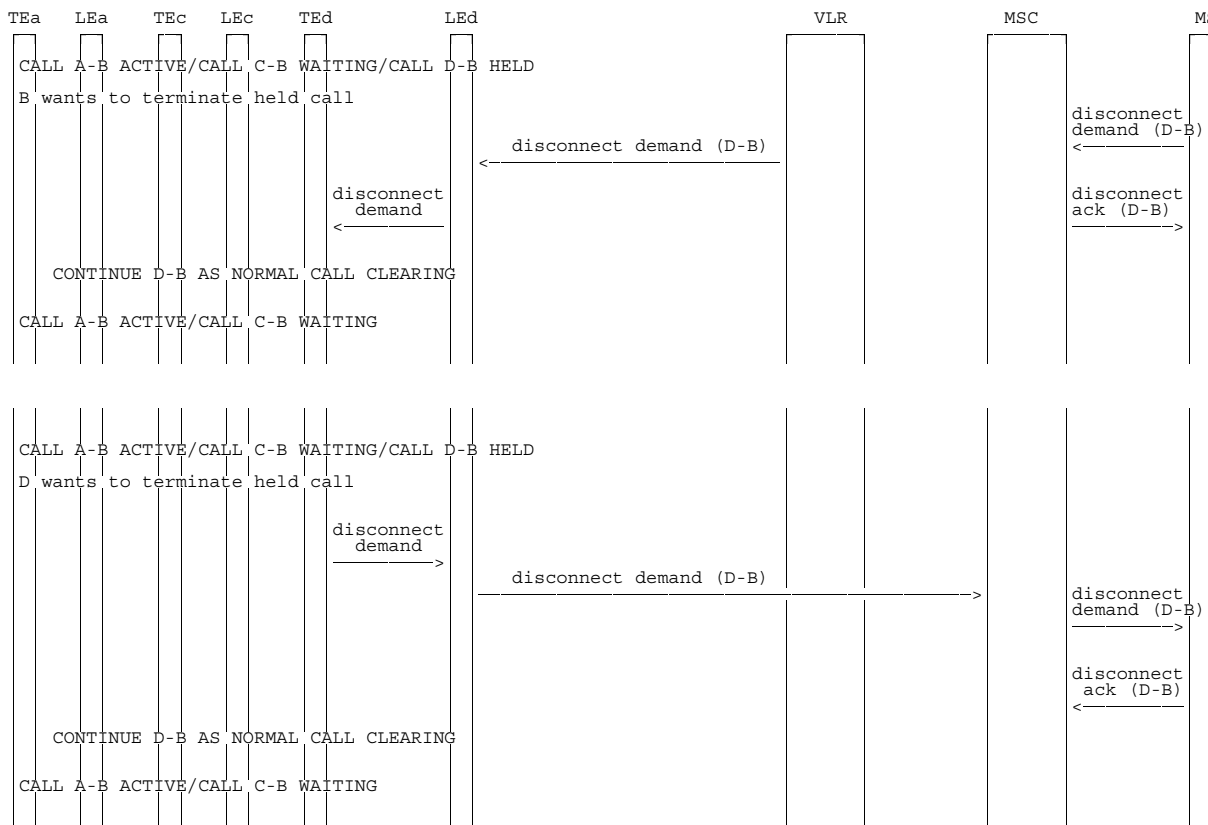 TEa LEa TEc LEc TEd LEd VLR MSC
CALL A-B ACTIVE/CALL C-B WAITING/CALL D-B HELD
B wants to terminate held call
disconnect
demand (D-B)
disconnect demand (D-B)
disconnect
demand
disconnect
ack (D-B)
CONTINUE D-B AS NORMAL CALL CLEARING
CALL A-B ACTIVE/CALL C-B WAITING
CALL A-B ACTIVE/CALL C-B WAITING/CALL D-B HELD
D wants to terminate held call
disconnect
demand
disconnect demand (D-B)
disconnect
demand (D-B)
disconnect
ack (D-B)
CONTINUE D-B AS NORMAL CALL CLEARING
CALL A-B ACTIVE/CALL C-B WAITING